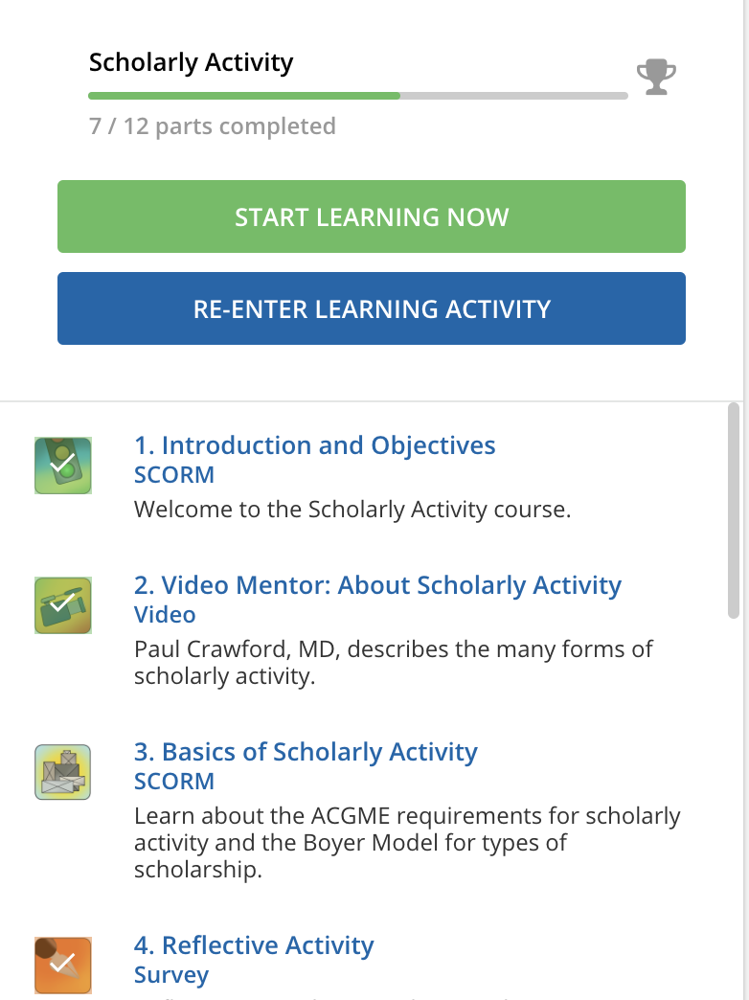 Scholarly Activity
7 / 12 parts completed
START LEARNING NOW
RE-ENTER LEARNING ACTIVITY
1. Introduction and Objectives
SCORM
Welcome to the Scholarly Activity course.
2. Video Mentor: About Scholarly Activity
Video
Paul Crawford, MD, describes the many forms of
scholarly activity.
3. Basics of Scholarly Activity
SCORM
Learn about the ACGME requirements for scholarly
activity and the Boyer Model for types of
scholarship.
4. Reflective Activity
Survey